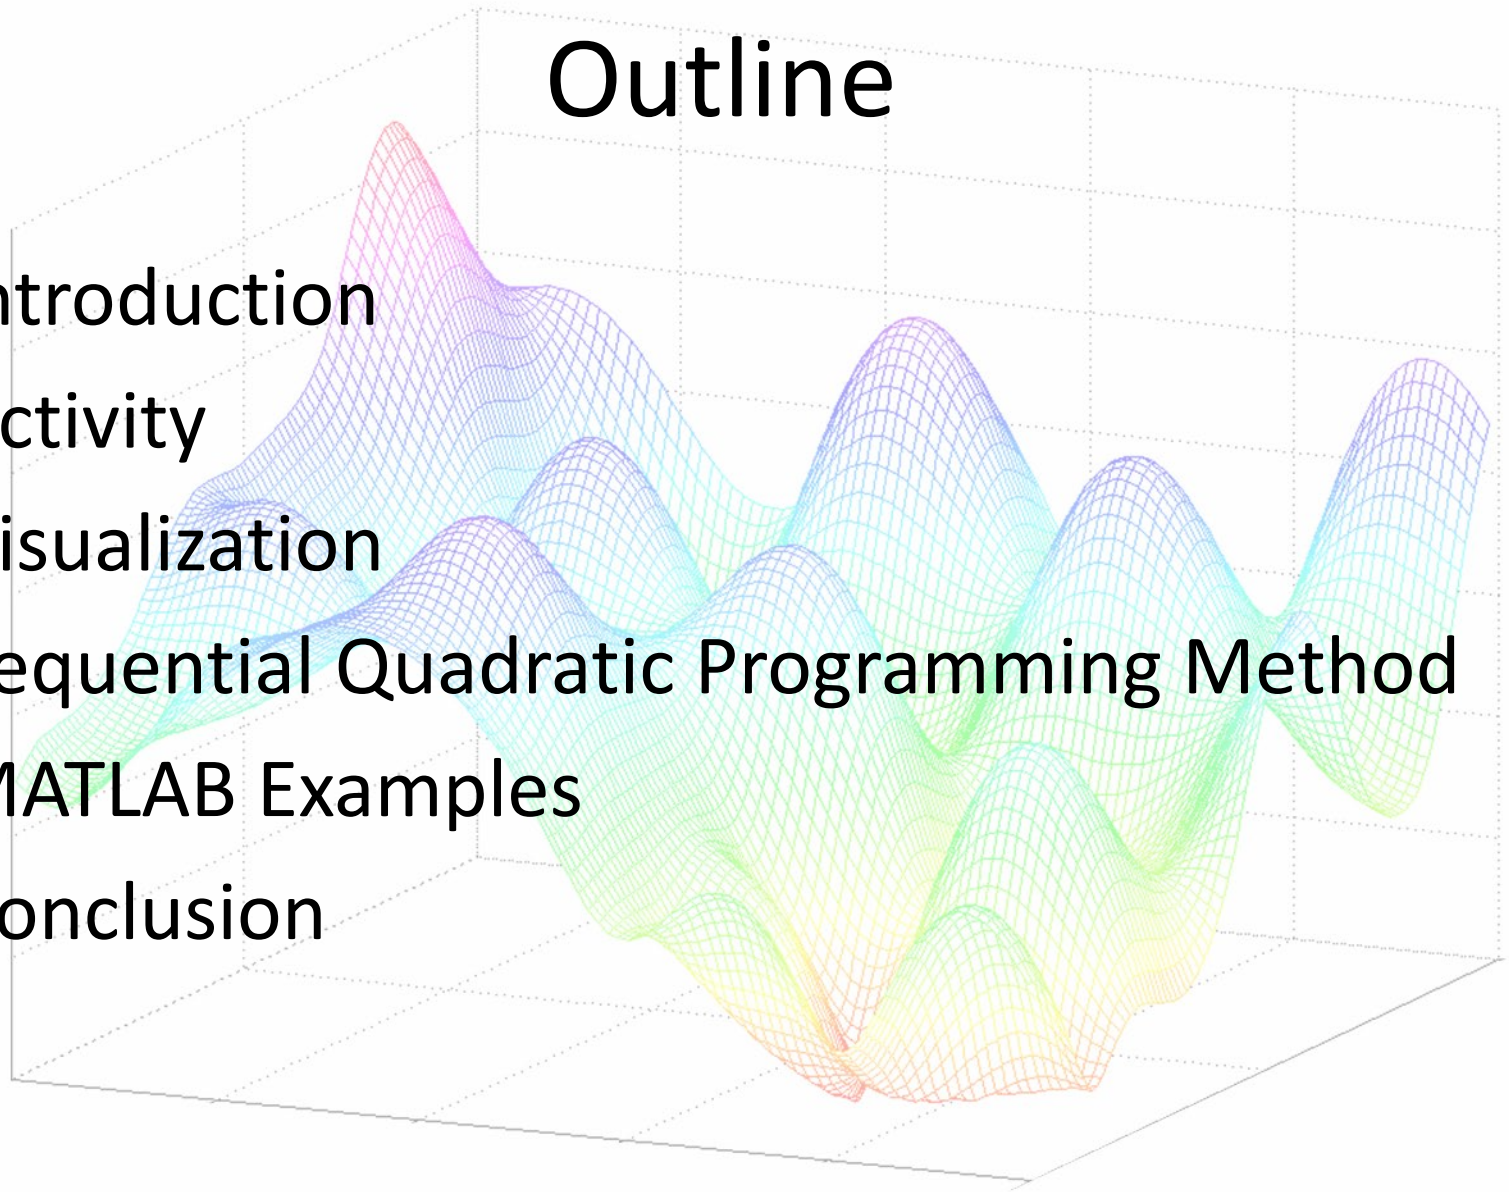 Outline
ntroduction
ctivity
isualization
equential Quadratic Programming Method
MATLAB Examples
onclusion